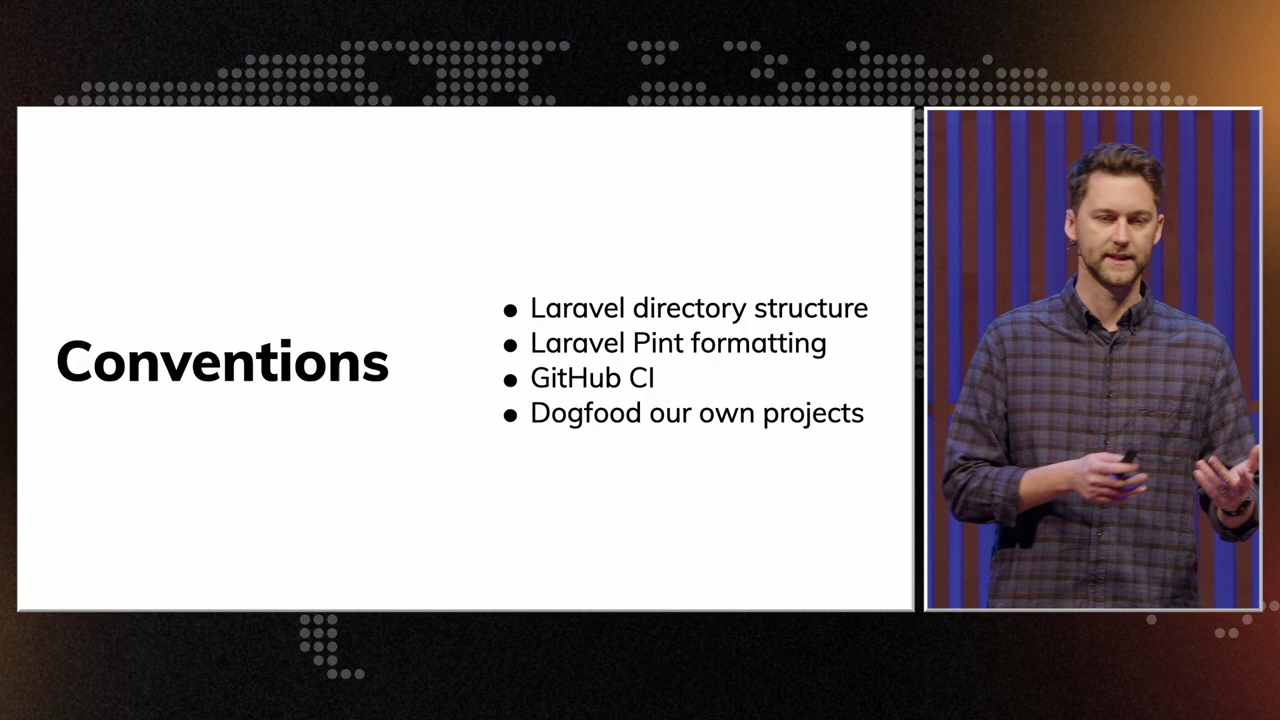 Conventions
● Laravel directory structure
● Laravel Pint formatting
● GitHub CI
● Dogfood our own projects